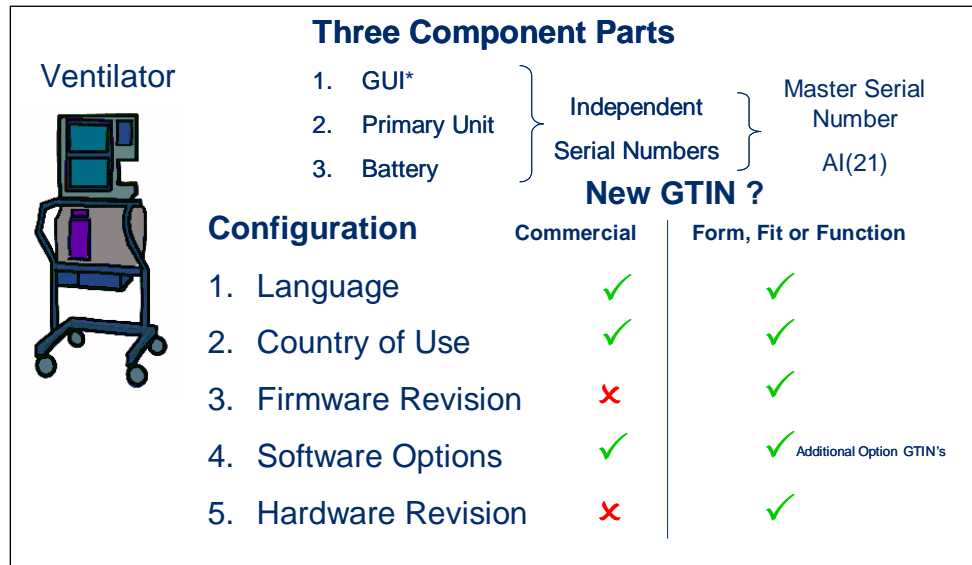 Three Component Parts
Ventilator
1. GUI*
2. Primary Unit
3. Battery
Independent
Serial Numbers
Master Serial
Number
AI(21)
New GTIN ?
Configuration
Commercial
Form, Fit or Function
1. Language
2. Country of Use
3. Firmware Revision
4. Software Options
Additional Option GTIN's
5. Hardware Revision